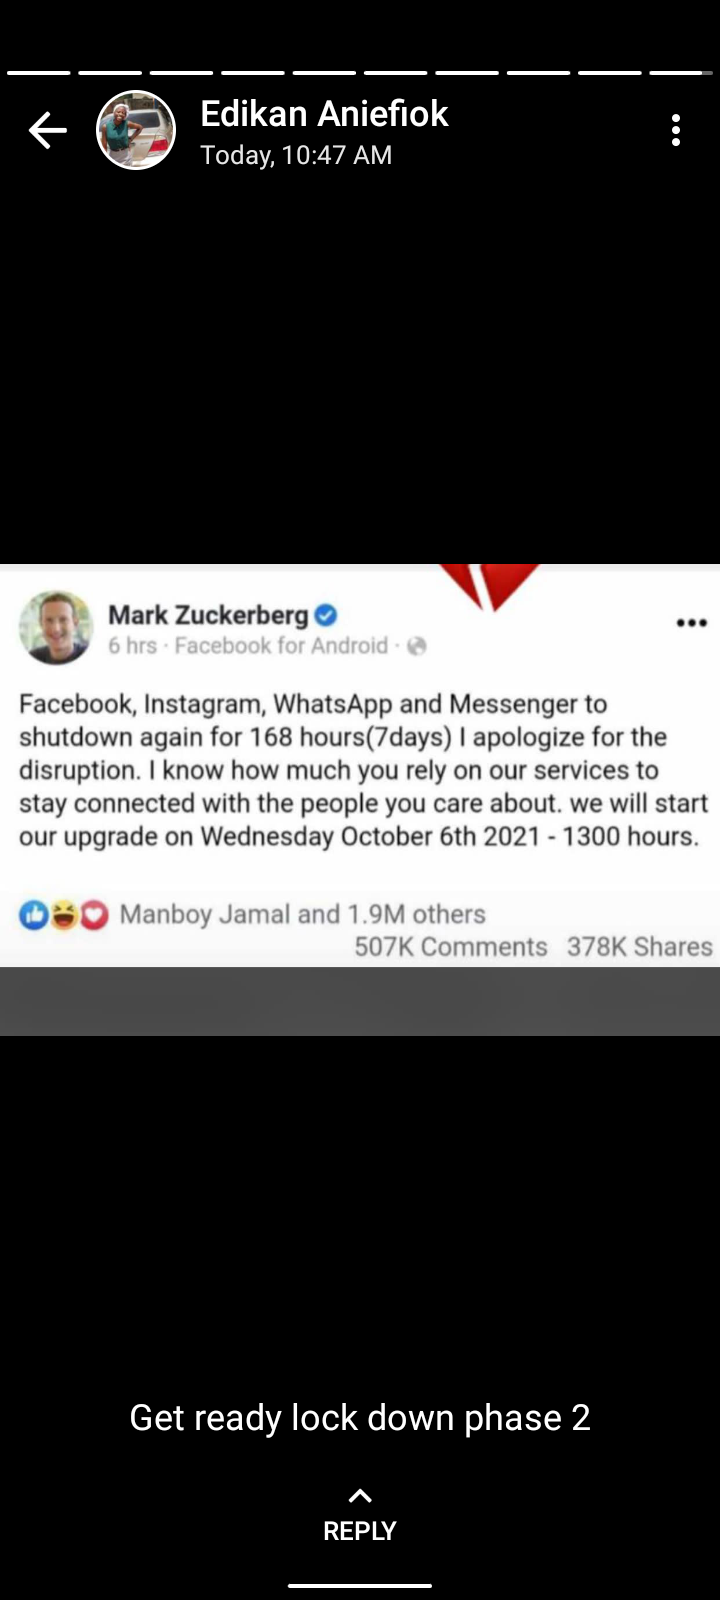 Edikan Aniefiok
Today, 10:47 AM
Mark Zuckerberg
6 hrs · Facebook for Android ·
Facebook, Instagram, WhatsApp and Messenger to
shutdown again for 168 hours(7days) I apologize for the
disruption. I know how much you rely on our services to
stay connected with the people you care about. we will start
our upgrade on Wednesday October 6th 2021 - 1300 hours.
Manboy Jamal and 1.9M others
507K Comments 378K Shares
Get ready lock down phase 2
REPLY